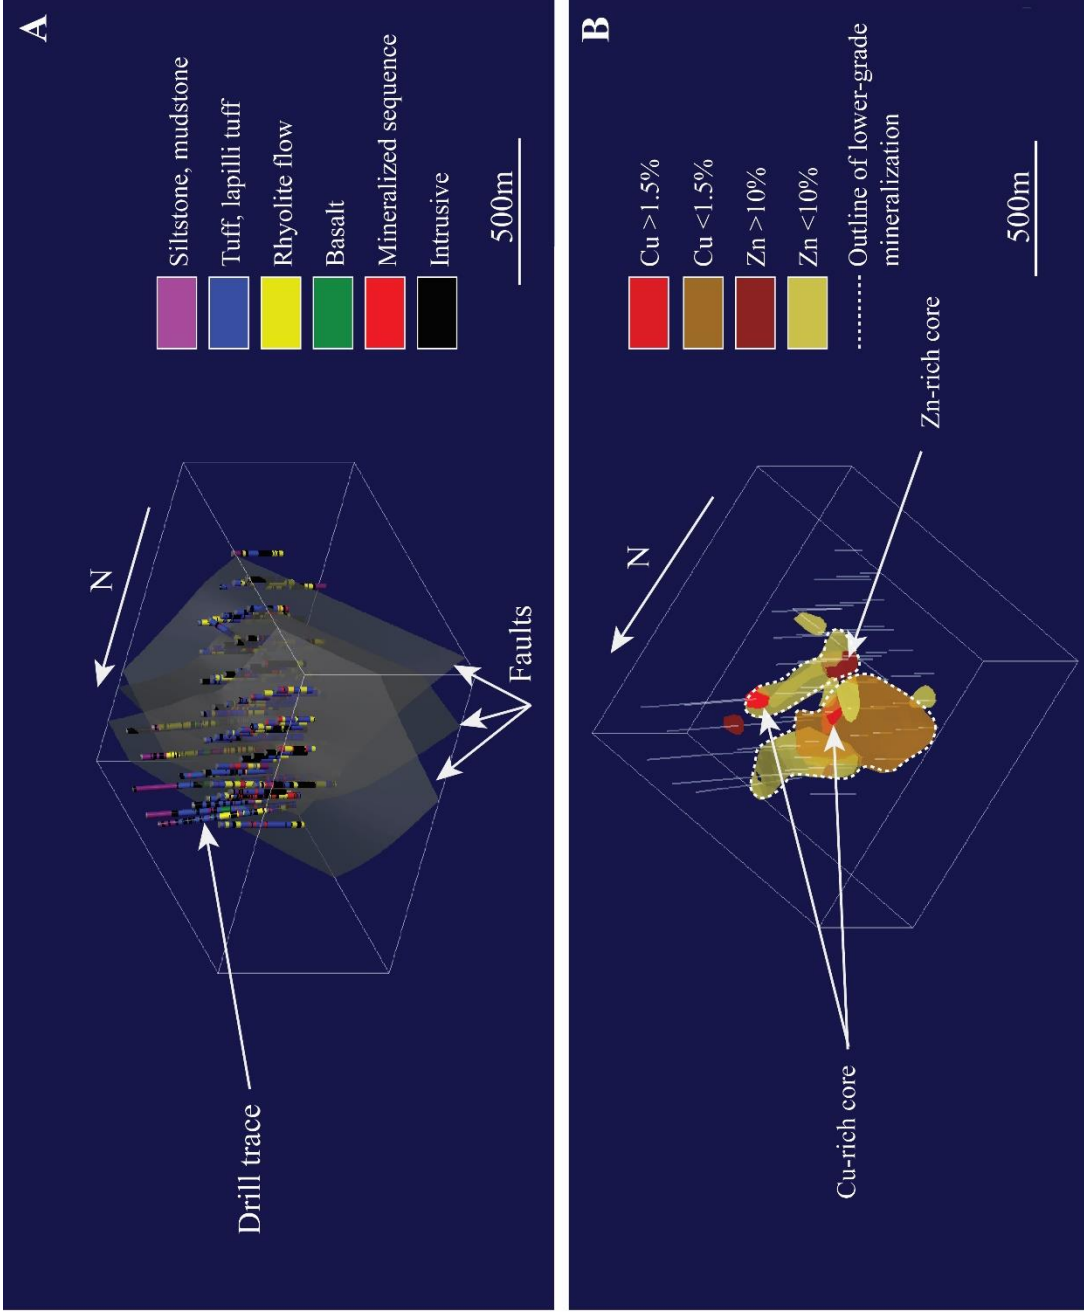 A
Siltstone, mudstone
Tuff, lapilli tuff
Rhyolite flow
Basalt
Mineralized sequence
Intrusive
500m
N
Faults
Drill trace
B
Cu >1.5%
Cu <1.5%
Zn >10%
Zn <10%
Outline of lower-grade
mineralization
500m
N
Zn-rich core
Cu-rich core